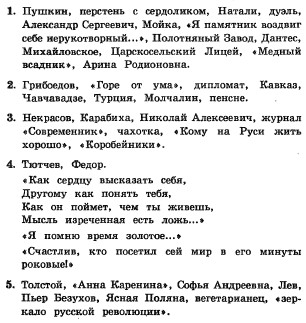 1. Пушкин, перстень с сердоликом, Натали, дуэль,
Александр Сергеевич, Мойка, «Я памятник воздвиг
себе нерукотворный...», Полотняный Завод, Дантес,
Михайловское, Царскосельский Лицей, «Медный
всадник», Арина Родионовна.
2. Грибоедов, «Горе от ума», дипломат, Кавказ,
Чавчавадзе, Турция, Молчалин, пенсне.
3. Некрасов, Карабиха, Николай Алексеевич, журнал
«Современник», чахотка, «Кому на Руси жить
хорошо», «Коробейники».
4. Тютчев, Федор.
«Как сердцу высказать себя,
Другому как понять тебя,
Как он поймет, чем ты живешь,
Мысль изреченная есть ложь...»
«Я помню время золотое...»
«Счастлив, кто посетил сей мир в его минуты
роковые!»
5. Толстой, «Анна Каренина», Софья Андреевна, Лев,
Пьер Безухов, Ясная Поляна, вегетарианец, «зер-
кало русской революции».